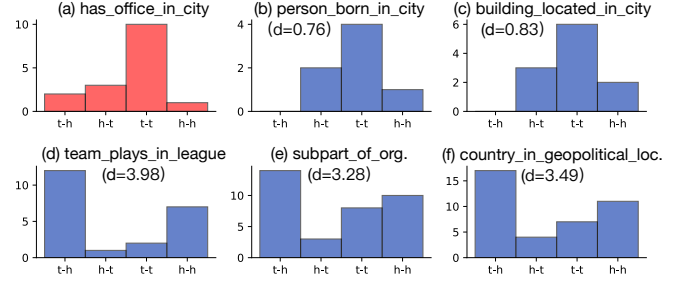 (a) has_office_in_city
(b) person_born_in_city
(c) building_located_in_city
(d=0.76)
(d=0.83)
10
5
0
t-h h-t t-t h-h
4
2
0
t-h h-t t-t h-h
6
4
2
0
t-h h-t t-t h-h
(d) team_plays_in_league
(e) subpart_of_org.
(f) country_in_geopolitical_loc.
(d=3.98)
(d=3.28)
(d=3.49)
10
5
0
t-h h-t t-t h-h
10
5
0
t-h h-t t-t h-h
15
10
5
0
t-h h-t t-t h-h